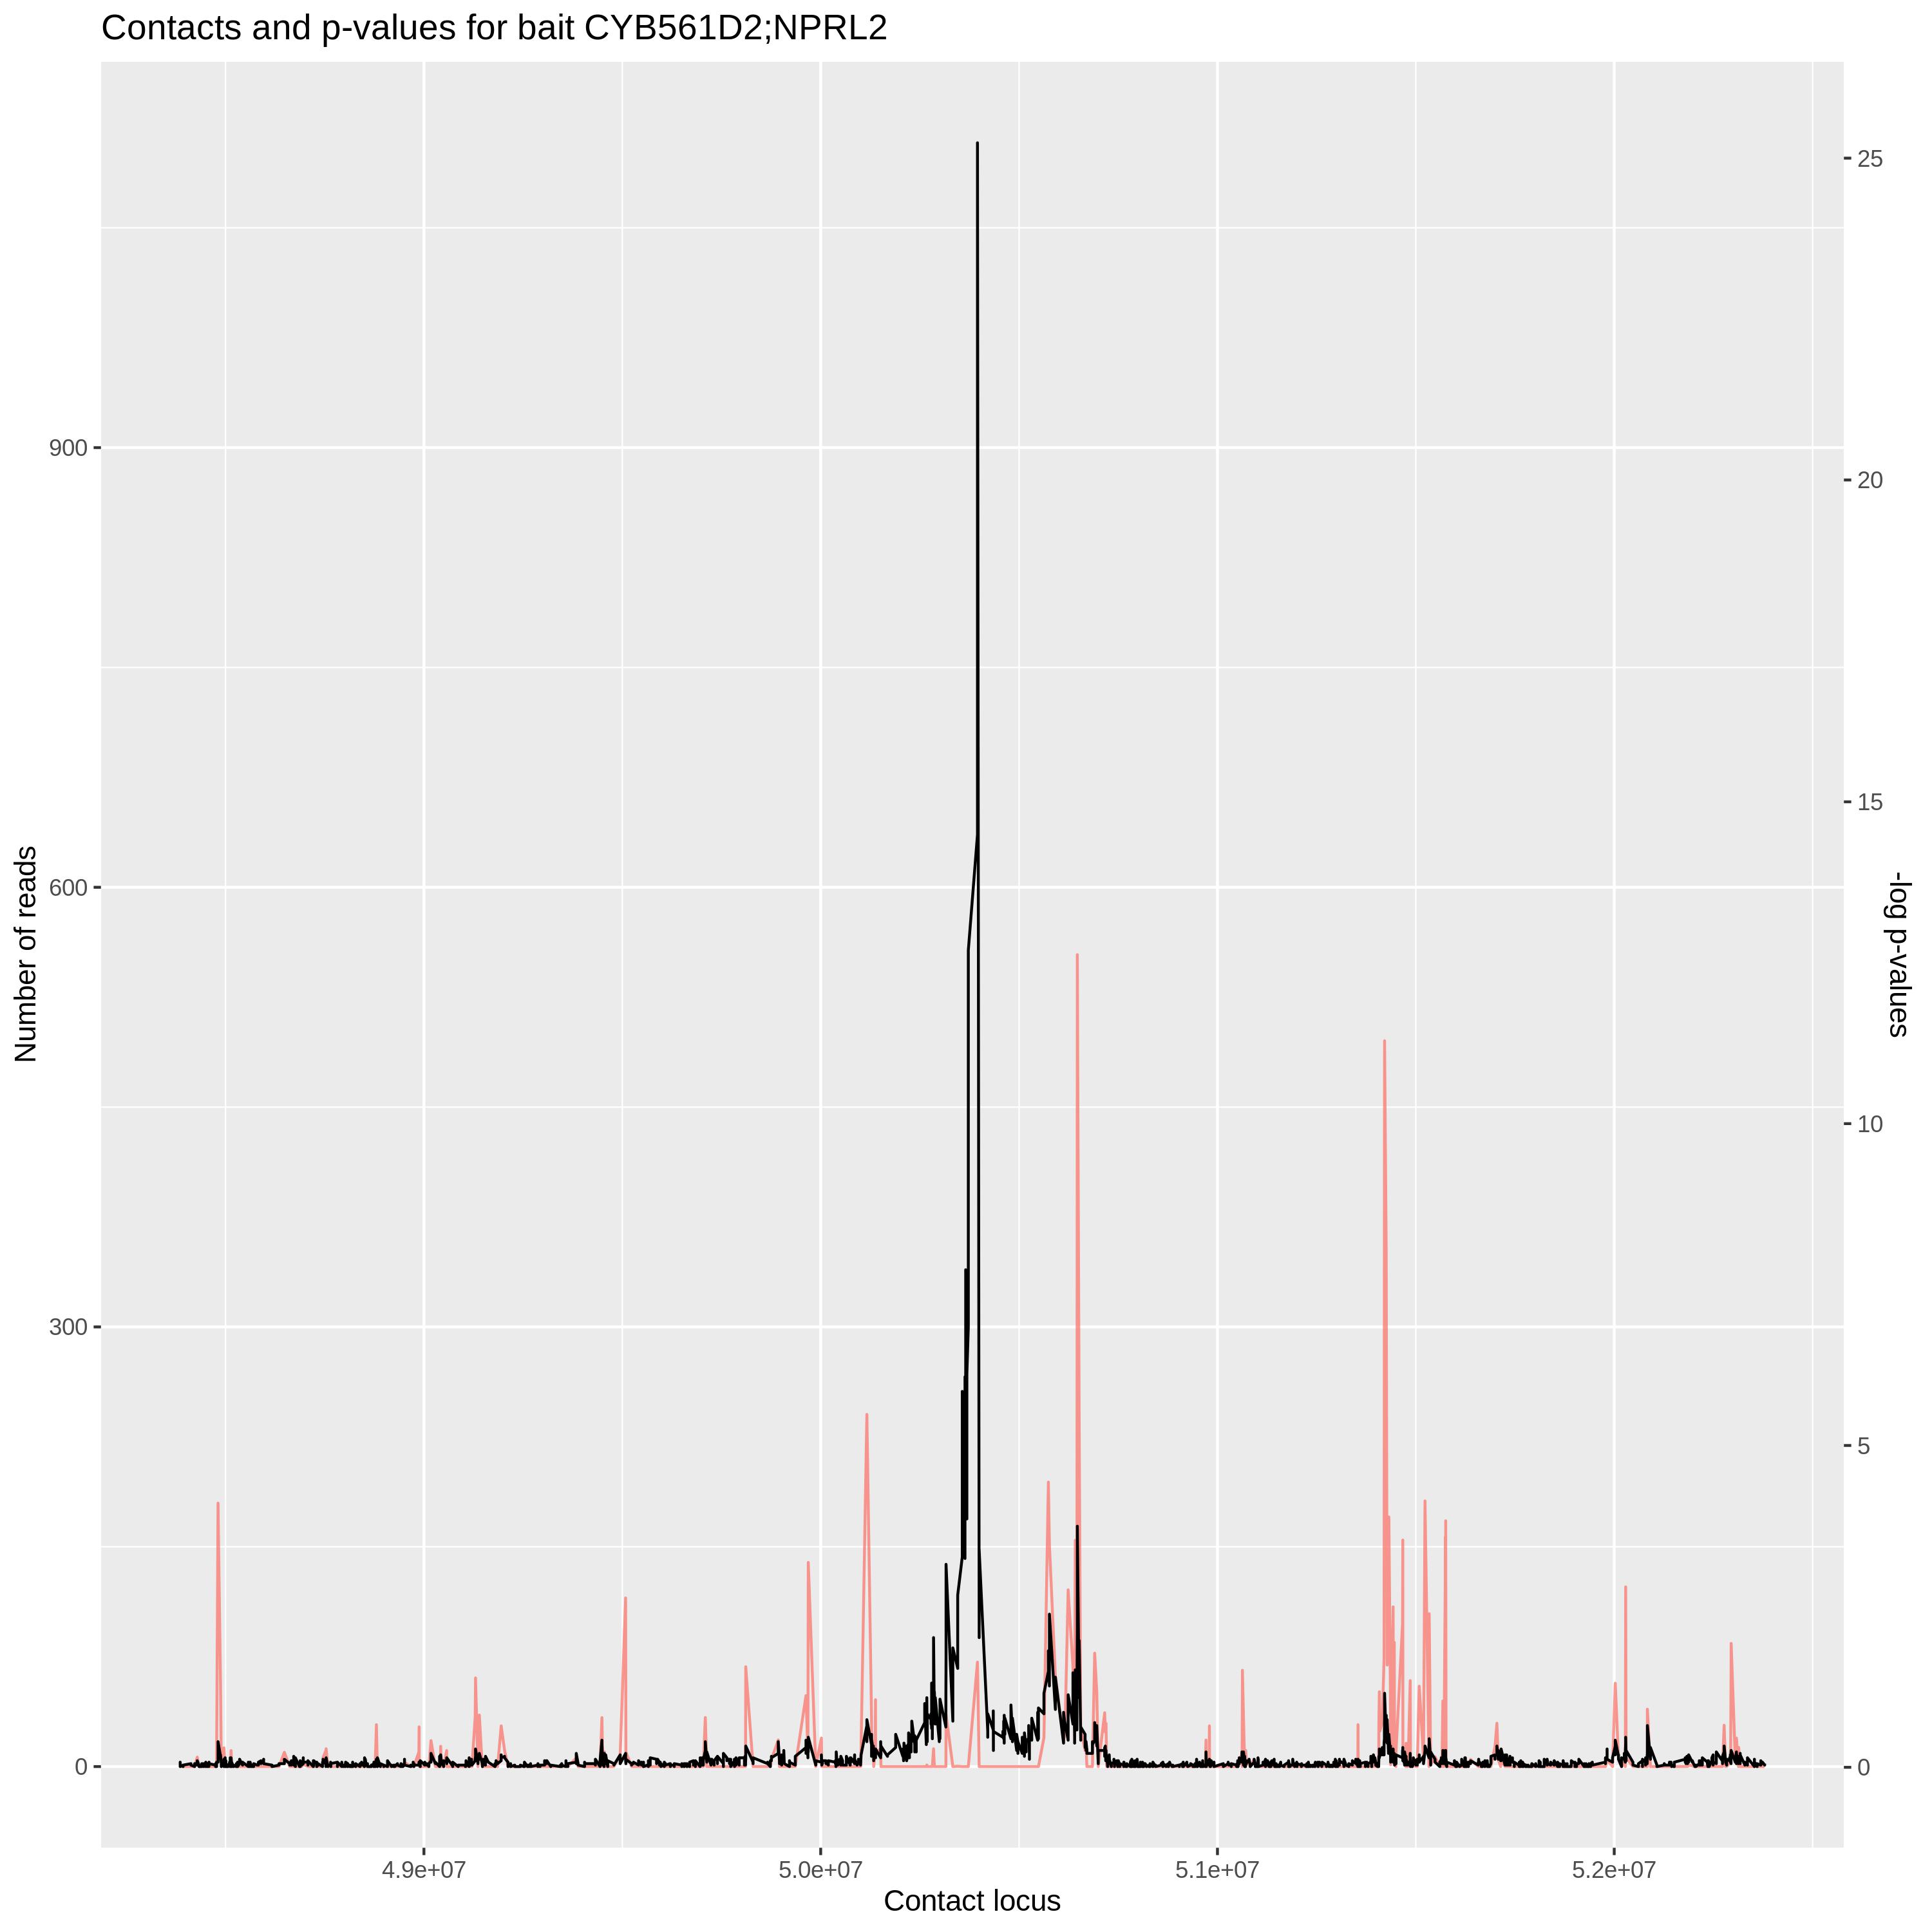 Contacts and p-values for bait CYB561D2;NPRL2
Number of reads
900
600
300
0
25
20
15
10
5
0
-log p-values
4.9e+07
5.0e+07
5.1e+07
5.2e+07
Contact locus